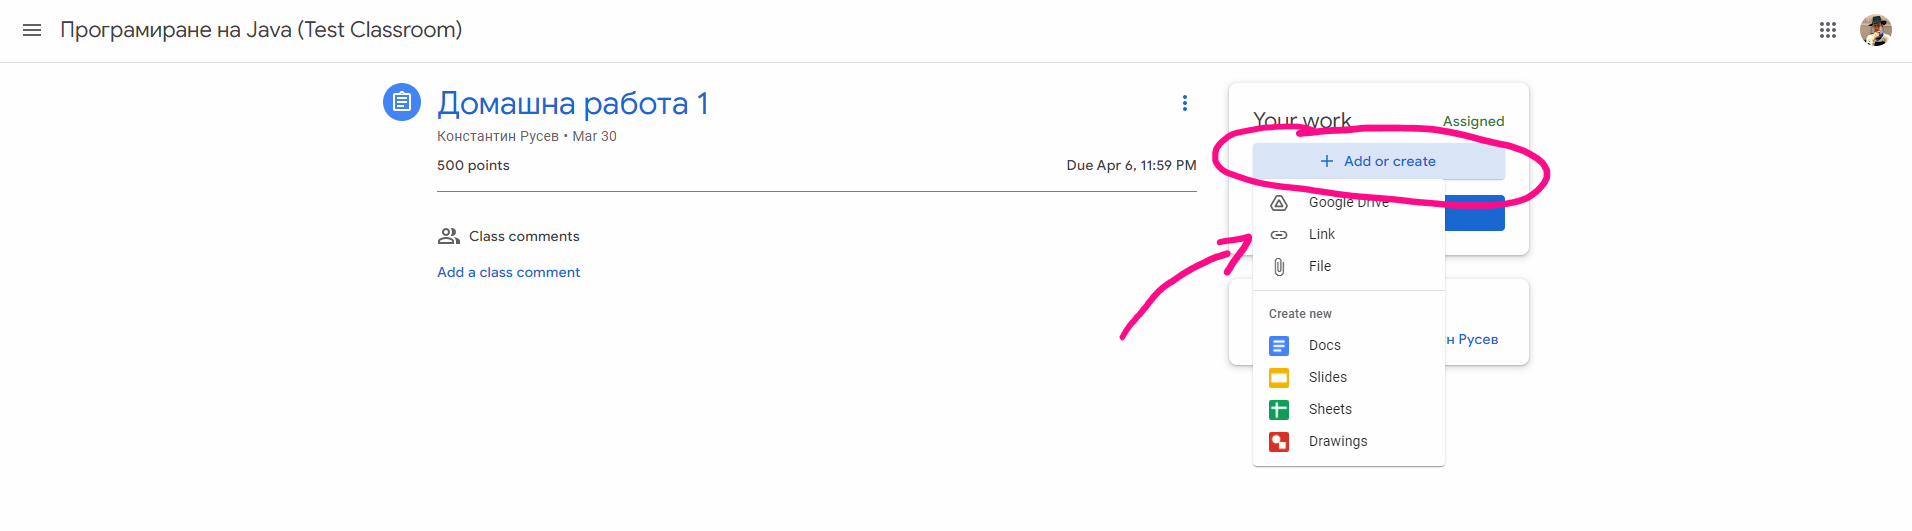 Програмиране на Java (Test Classroom)
Домашна работа 1
Константин Русев • Mar 30
500 points
Due Apr 6, 11:59 PM
Class comments
Add a class comment
Your work
Assigned
+ Add or create
Google Drive
Link
File
Create new
Docs
Slides
Sheets
Drawings
н Русев